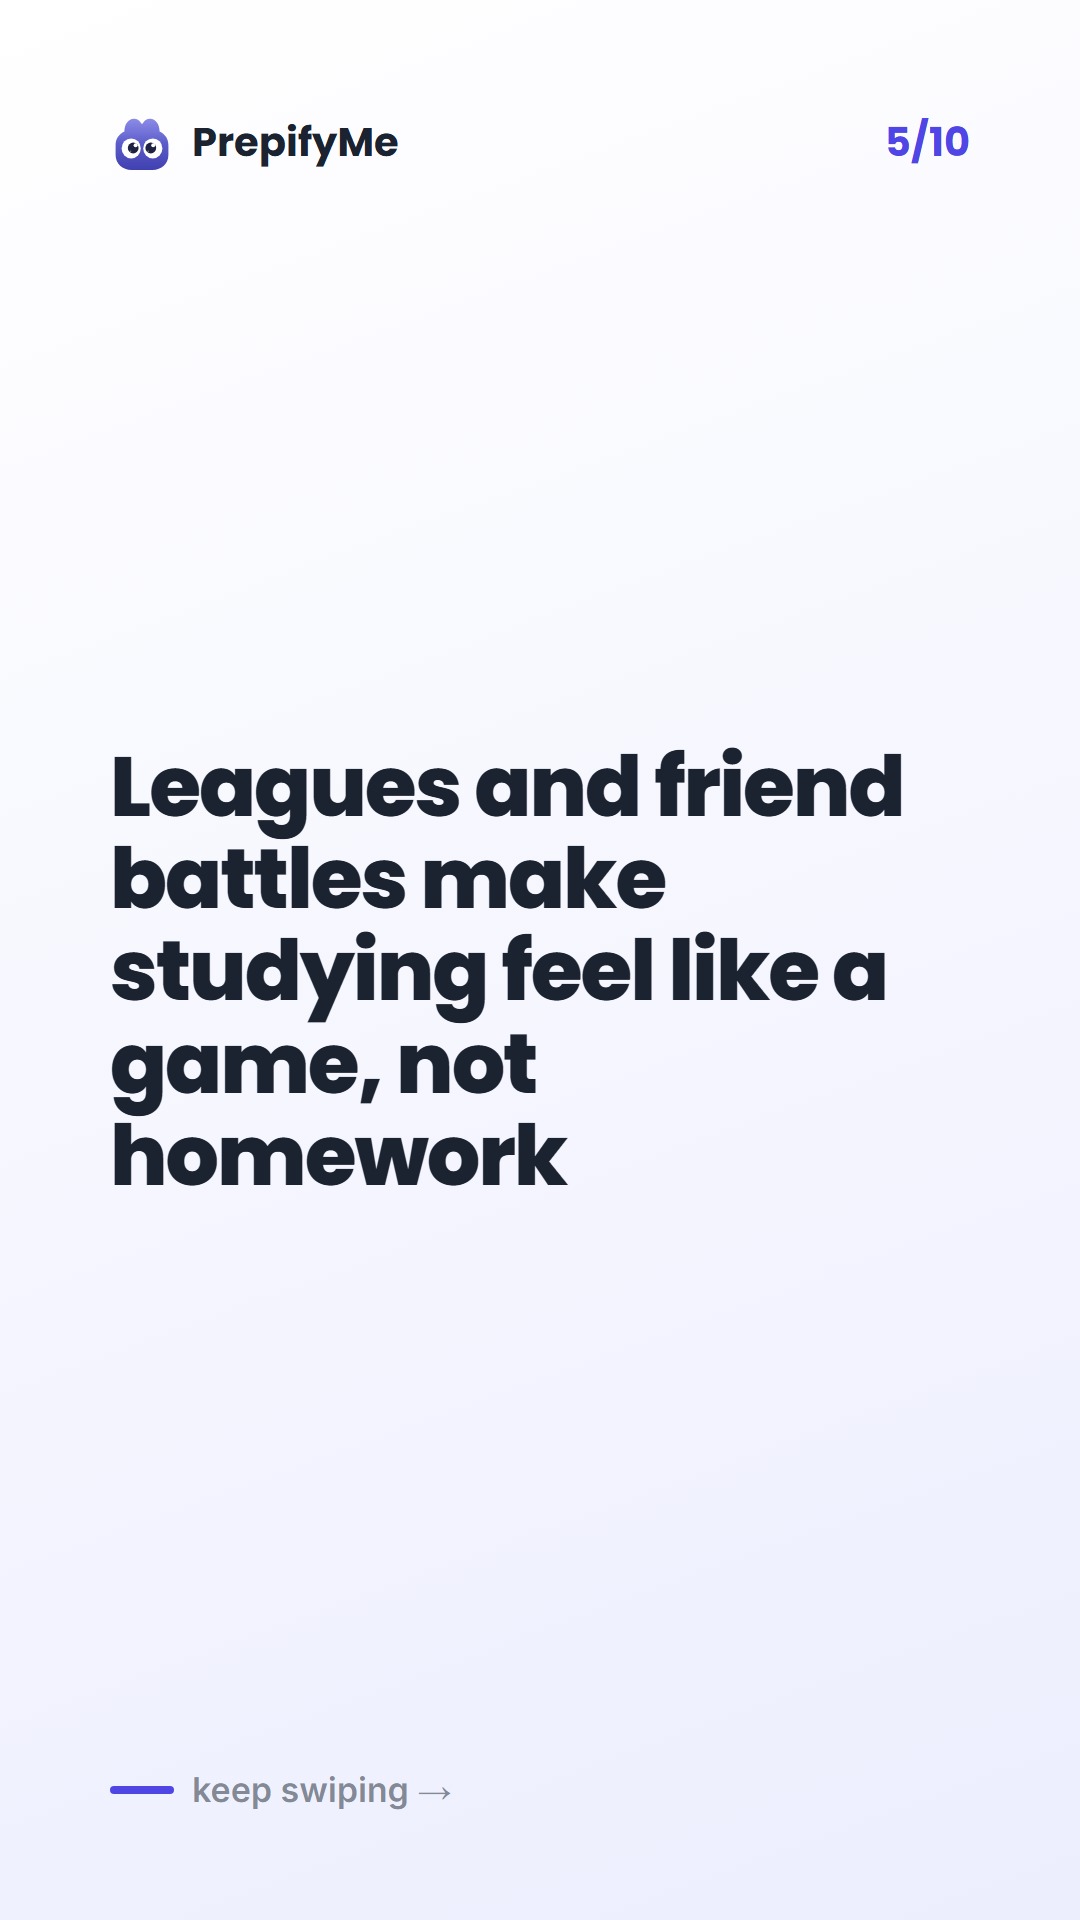 PrepifyMe
5/10
Leagues and friend
battles make
studying feel like a
game, not
homework
keep swiping →